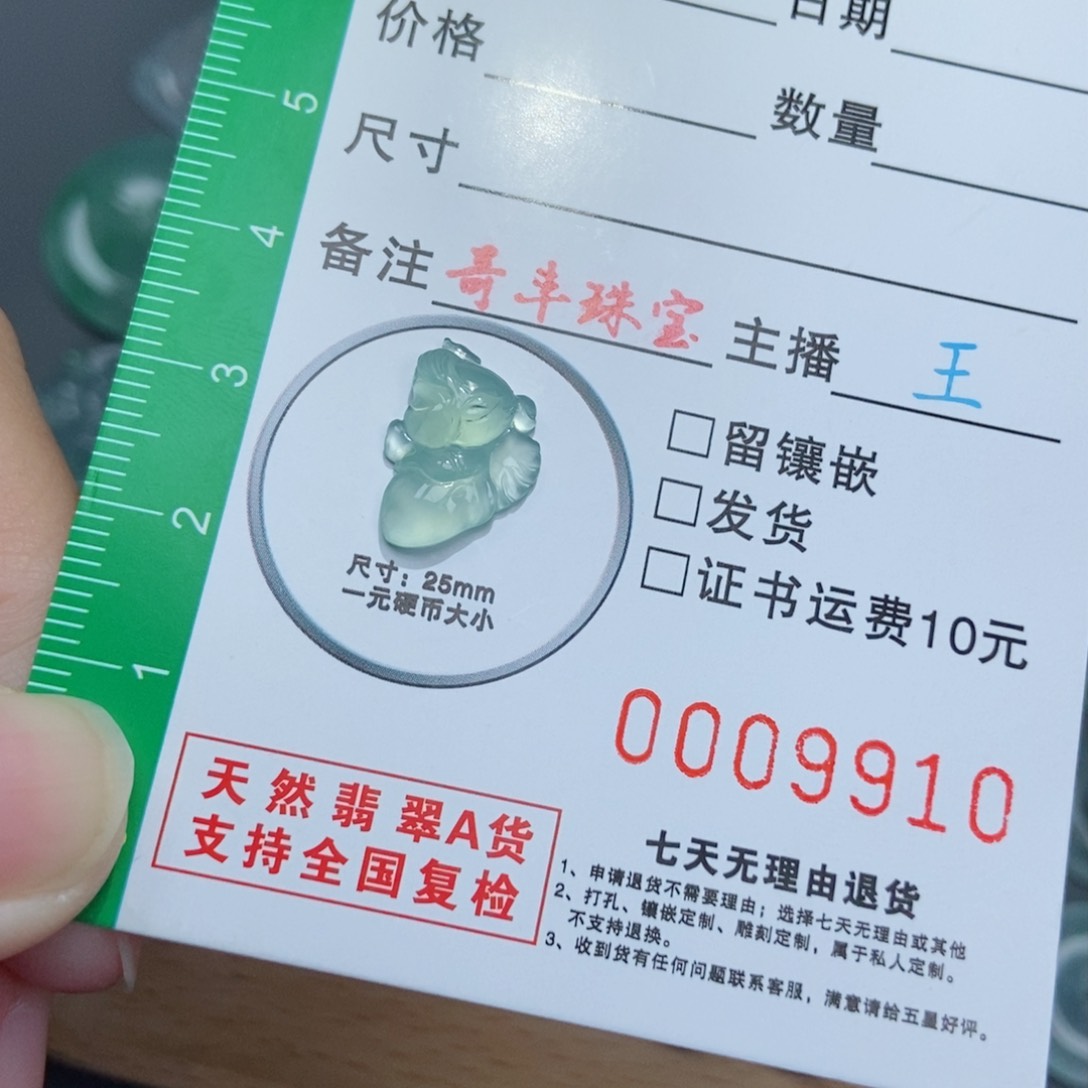 日期
价格
数量
尺寸
备注 哥丰珠宝 主播 王
5
4
3
2
1
尺寸：25mm
一元硬币大小
□留镶嵌
□发货
□证书运费10元
0009910
天然翡翠A货
支持全国复检
七天无理由退货
1、申请退货不需要理由；选择七天无理由或其他
2、打孔、镶嵌定制、雕刻定制，属于私人定制。
不支持退换。
3、收到货有任何问题联系客服，满意请给五星好评。